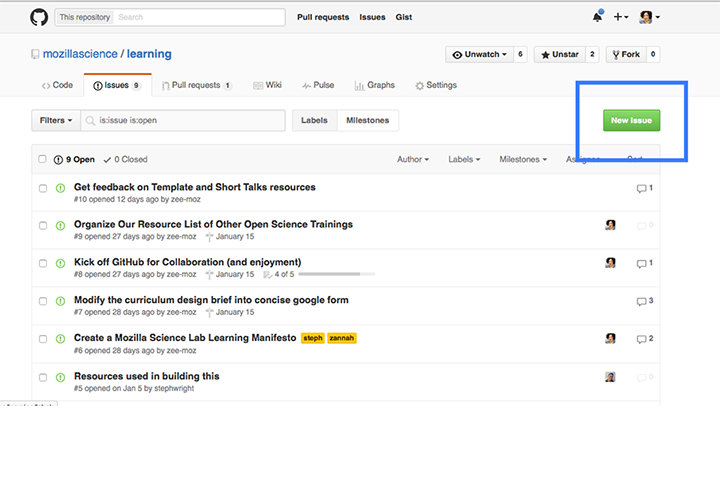 This repository Search Pull requests Issues Gist
mozillascience / learning Unwatch 6 Unstar 2 Fork 0
Code Issues 9 Pull requests 1 Wiki Pulse Graphs Settings
Filters is:issue is:open Labels Milestones New issue
9 Open 0 Closed Author Labels Milestones Assignee Sort
Get feedback on Template and Short Talks resources 1
#10 opened 12 days ago by zee-moz
Organize Our Resource List of Other Open Science Trainings 0
#9 opened 27 days ago by zee-moz January 15
Kick off GitHub for Collaboration (and enjoyment) 1
#8 opened 27 days ago by zee-moz January 15 4 of 5
Modify the curriculum design brief into concise google form 3
#7 opened 28 days ago by zee-moz January 15
Create a Mozilla Science Lab Learning Manifesto steph zannah 2
#6 opened 28 days ago by zee-moz
Resources used in building this 0
#5 opened on Jan 5 by stephwright